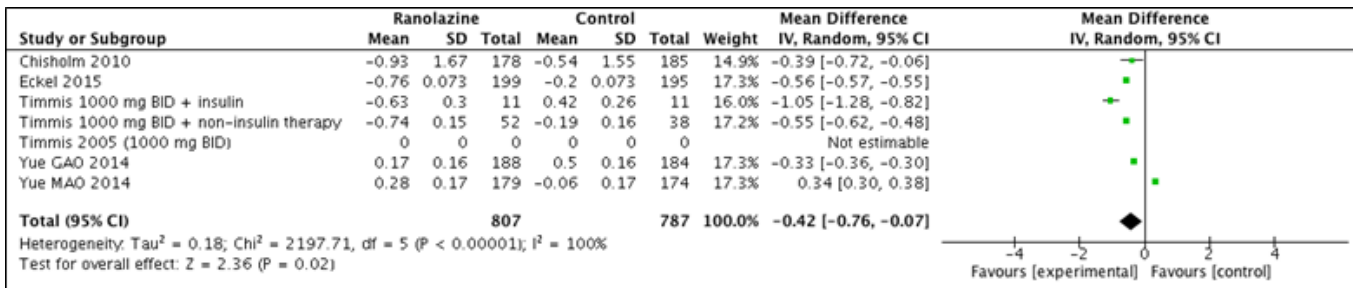 Ranolazine Control Mean Difference Mean Difference
Study or Subgroup Mean SD Total Mean SD Total Weight IV, Random, 95% CI IV, Random, 95% CI
Chisholm 2010 −0.93 1.67 178 −0.54 1.55 185 14.9% −0.39 [−0.72, −0.06]
Eckel 2015 −0.76 0.073 199 −0.2 0.073 195 17.3% −0.56 [−0.57, −0.55]
Timmis 1000 mg BID + insulin −0.63 0.3 11 0.42 0.26 11 16.0% −1.05 [−1.28, −0.82]
Timmis 1000 mg BID + non−insulin therapy −0.74 0.15 52 −0.19 0.16 38 17.2% −0.55 [−0.62, −0.48]
Timmis 2005 (1000 mg BID) 0 0 0 0 0 0 Not estimable
Yue GAO 2014 0.17 0.16 188 0.5 0.16 184 17.3% −0.33 [−0.36, −0.30]
Yue MAO 2014 0.28 0.17 179 −0.06 0.17 174 17.3% 0.34 [0.30, 0.38]
Total (95% CI) 807 787 100.0% −0.42 [−0.76, −0.07]
Heterogeneity: Tau² = 0.18; Chi² = 2197.71, df = 5 (P < 0.00001); I² = 100%
Test for overall effect: Z = 2.36 (P = 0.02)
−4 −2 0 2 4
Favours [experimental] Favours [control]